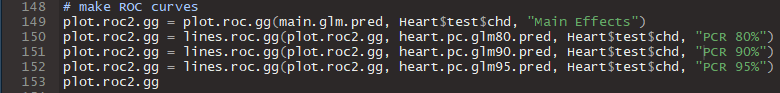 148 # make ROC curves
149 plot.roc2.gg = plot.roc.gg(main.glm.pred, Heart$test$chd, "Main Effects")
150 plot.roc2.gg = lines.roc.gg(plot.roc2.gg, heart.pc.glm80.pred, Heart$test$chd, "PCR 80%")
151 plot.roc2.gg = lines.roc.gg(plot.roc2.gg, heart.pc.glm90.pred, Heart$test$chd, "PCR 90%")
152 plot.roc2.gg = lines.roc.gg(plot.roc2.gg, heart.pc.glm95.pred, Heart$test$chd, "PCR 95%")
153 plot.roc2.gg